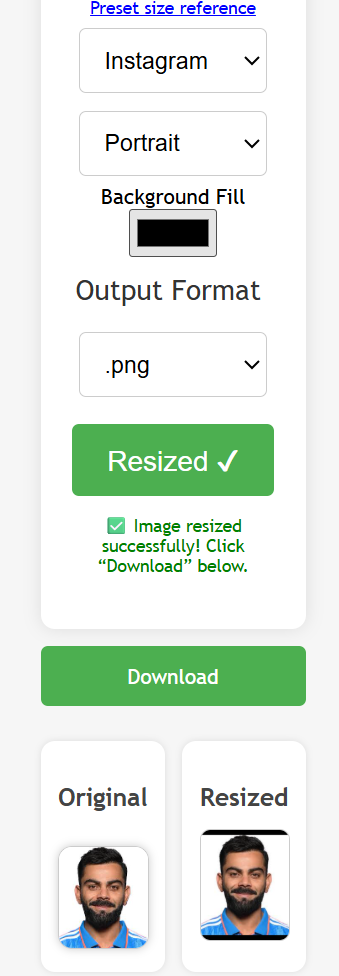 Preset size reference
Instagram
Portrait
Background Fill
Output Format
.png
Resized ✓
✅ Image resized
successfully! Click
“Download” below.
Download
Original
Resized